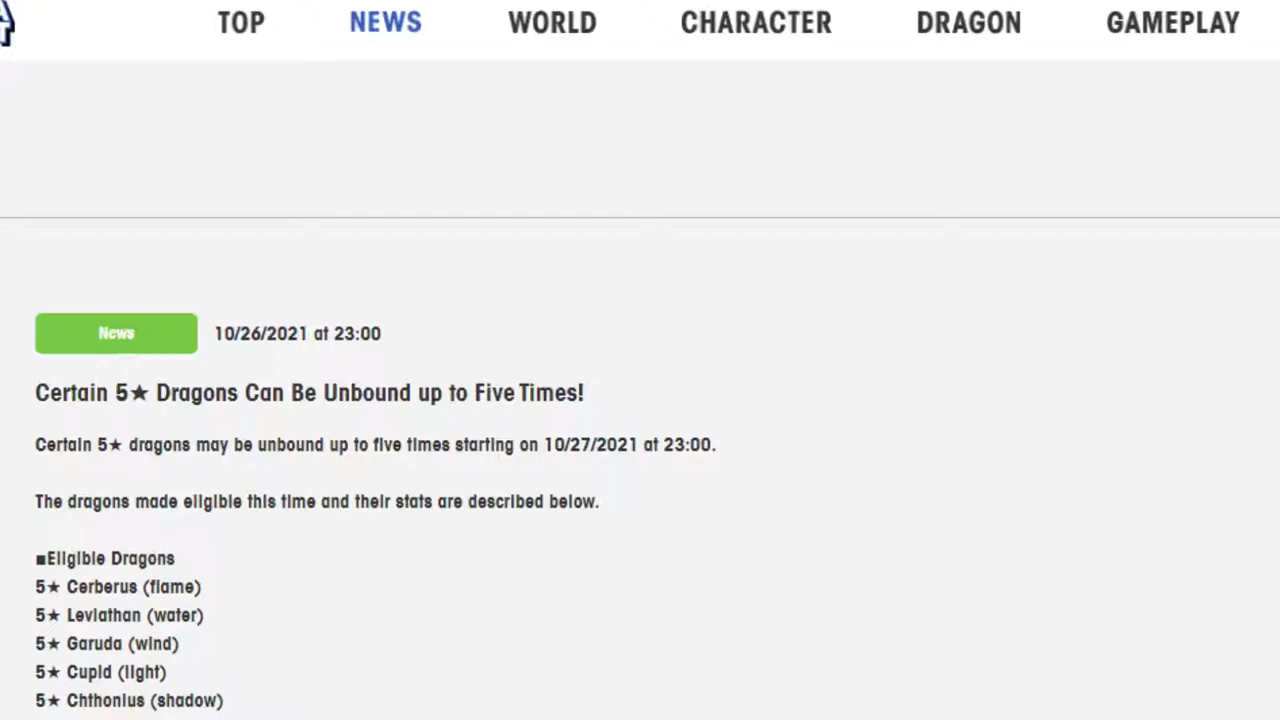 TOP NEWS WORLD CHARACTER DRAGON GAMEPLAY
News 10/26/2021 at 23:00
Certain 5★ Dragons Can Be Unbound up to Five Times!
Certain 5★ dragons may be unbound up to five times starting on 10/27/2021 at 23:00.
The dragons made eligible this time and their stats are described below.
■Eligible Dragons
5★ Cerberus (flame)
5★ Leviathan (water)
5★ Garuda (wind)
5★ Cupid (light)
5★ Chthonius (shadow)